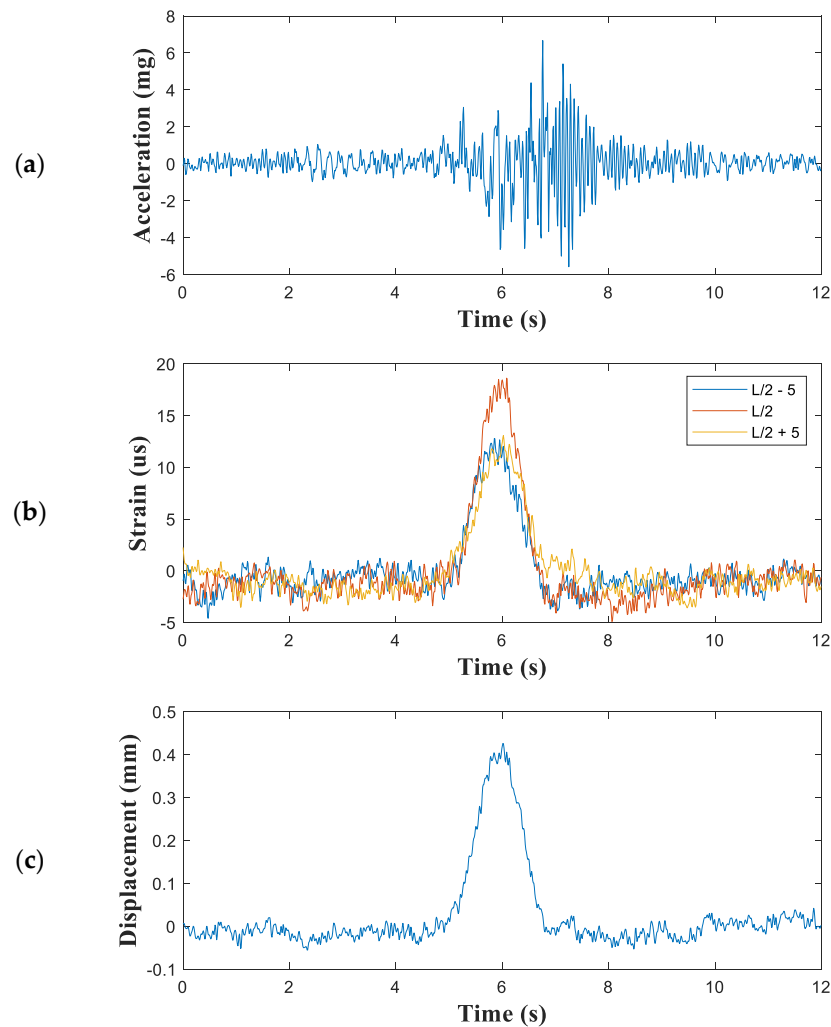 8
6
4
2
0
-2
-4
-6
Acceleration (mg)
(a)
0 2 4 6 8 10 12
Time (s)
20
15
10
5
0
-5
Strain (us)
(b)
L/2 - 5
L/2
L/2 + 5
0 2 4 6 8 10 12
Time (s)
0.5
0.4
0.3
0.2
0.1
0
-0.1
Displacement (mm)
(c)
0 2 4 6 8 10 12
Time (s)